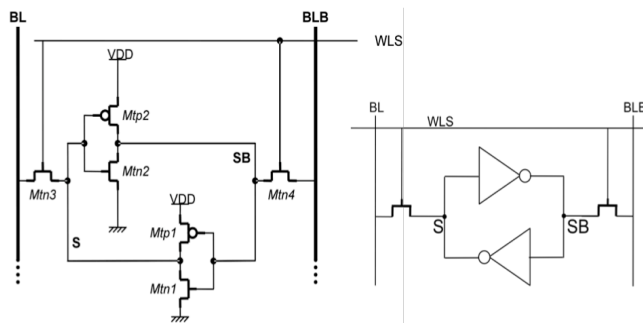 BL
BLB
WLS
VDD
Mtp2
SB
Mtn2
Mtn3
Mtn4
VDD
S
Mtp1
Mtn1
BL
BLB
WLS
S
SB